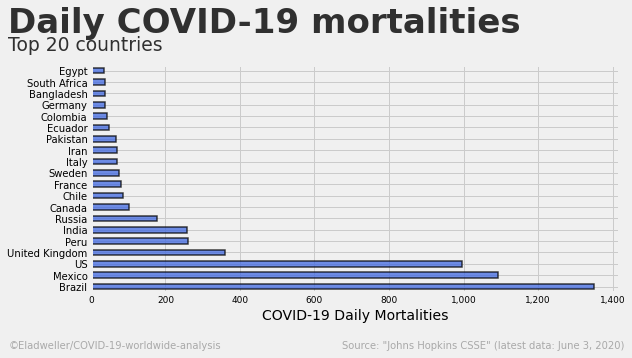 Daily COVID-19 mortalities
Top 20 countries
Egypt
South Africa
Bangladesh
Germany
Colombia
Ecuador
Pakistan
Iran
Italy
Sweden
France
Chile
Canada
Russia
India
Peru
United Kingdom
US
Mexico
Brazil
0 200 400 600 800 1,000 1,200 1,400
COVID-19 Daily Mortalities
©Eladweller/COVID-19-worldwide-analysis Source: "Johns Hopkins CSSE" (latest data: June 3, 2020)